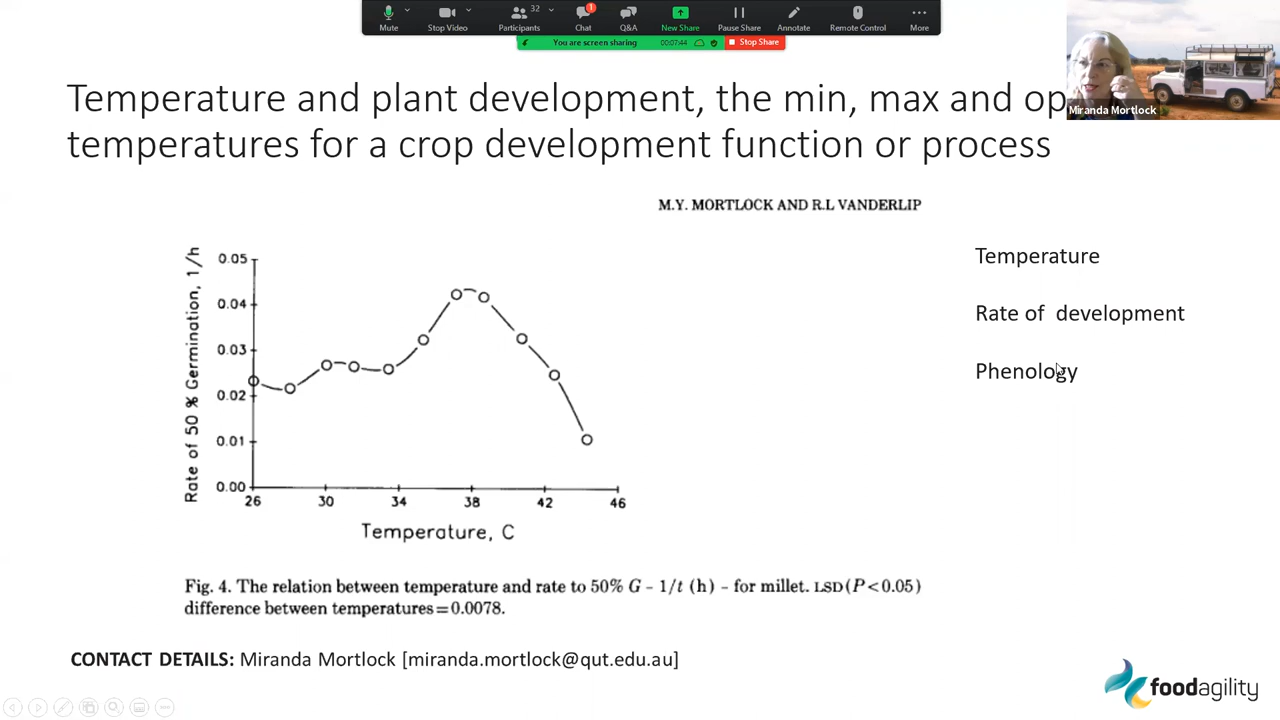 Mute
Stop Video
Participants
32
Chat
1
Q&A
New Share
Pause Share
Annotate
Remote Control
More
You are screen sharing
00:07:44
Stop Share
Miranda Mortlock
Temperature and plant development, the min, max and op
temperatures for a crop development function or process
M.Y. MORTLOCK AND R.L VANDERLIP
Rate of 50 % Germination, 1/h
0.05
0.04
0.03
0.02
0.01
0.00
26
30
34
38
42
46
Temperature, C
Temperature
Rate of development
Phenology
Fig. 4. The relation between temperature and rate to 50% G – 1/t (h) – for millet. LSD (P<0.05)
difference between temperatures=0.0078.
CONTACT DETAILS: Miranda Mortlock [miranda.mortlock@qut.edu.au]
foodagility